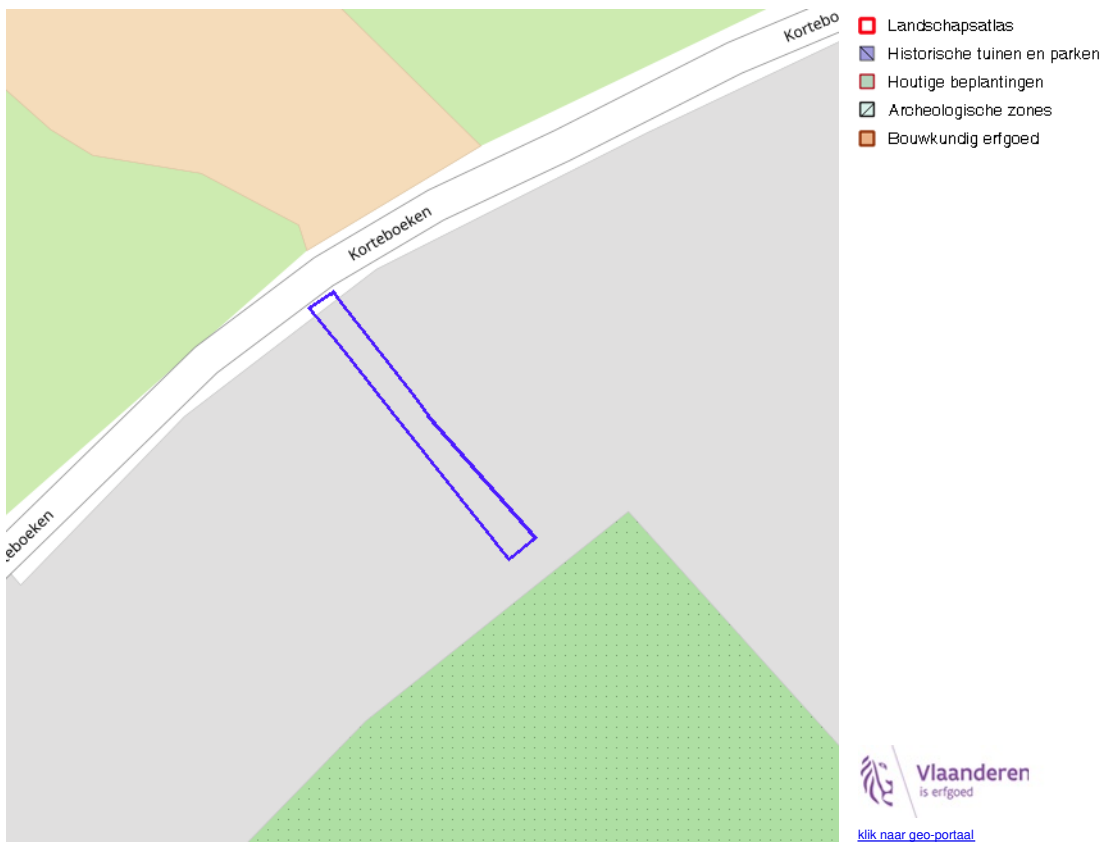 Kortebo
Landschapsatlas
Historische tuinen en parken
Houtige beplantingen
Archeologische zones
Bouwkundig erfgoed
Korteboeken
teboeken
Vlaanderen
is erfgoed
klik naar geo-portaal